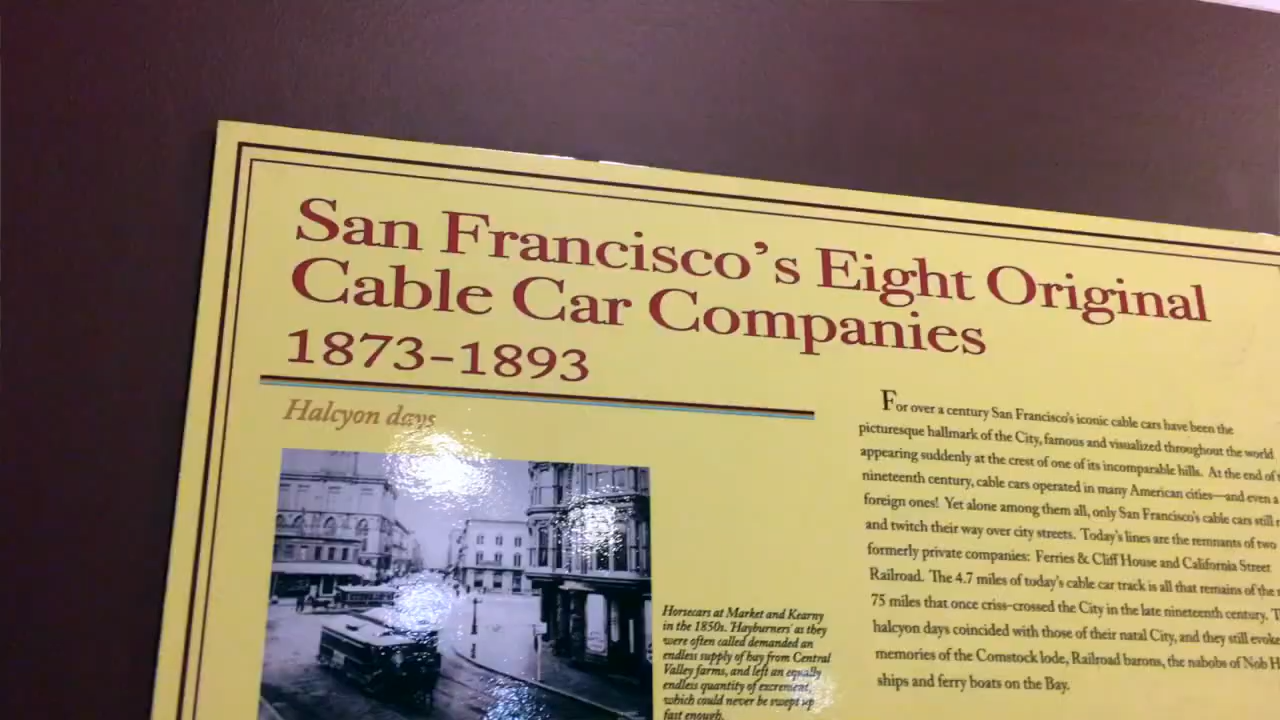 San Francisco's Eight Original
Cable Car Companies
1873-1893
Halcyon days
For over a century San Francisco's iconic cable cars have been the
picturesque hallmark of the City, famous and visualized throughout the world
appearing suddenly at the crest of one of its incomparable hills. At the end of
nineteenth century, cable cars operated in many American cities—and even a
foreign ones! Yet alone among them all, only San Francisco's cable cars still
and twitch their way over city streets. Today's lines are the remnants of two
formerly private companies: Ferries & Cliff House and California Street
Railroad. The 4.7 miles of today's cable car track is all that remains of the
75 miles that once criss-crossed the City in the late nineteenth century.
halcyon days coincided with those of their natal City, and they still evoke
memories of the Comstock lode, Railroad barons, the nabobs of Nob
ships and ferry boats on the Bay.
Horsecars at Market and Kearny
in the 1850s. 'Hayburners' as they
were often called demanded an
endless supply of hay from Central
Valley farms, and left an equally
endless quantity of excrement,
which could never be swept up
fast enough.